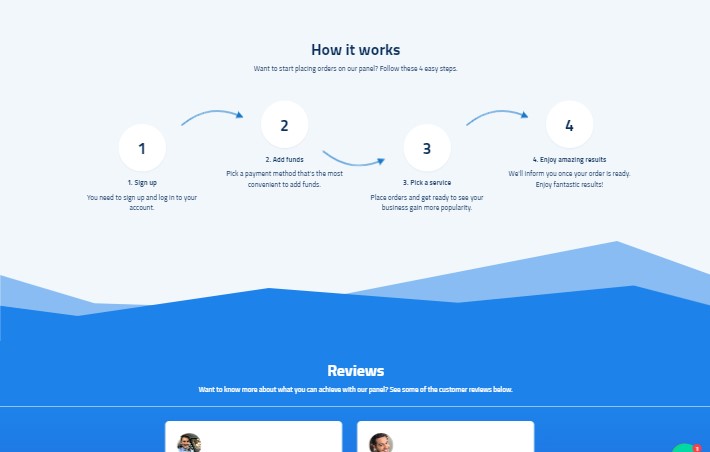 How it works
Want to start placing orders on our panel? Follow these 4 easy steps.
1
2
3
4
1. Sign up
You need to sign up and log in to your
account.
2. Add funds
Pick a payment method that's the most
convenient to add funds.
3. Pick a service
Place orders and get ready to see your
business gain more popularity.
4. Enjoy amazing results
We'll inform you once your order is ready.
Enjoy fantastic results!
Reviews
Want to know more about what you can achieve with our panel? See some of the customer reviews below.